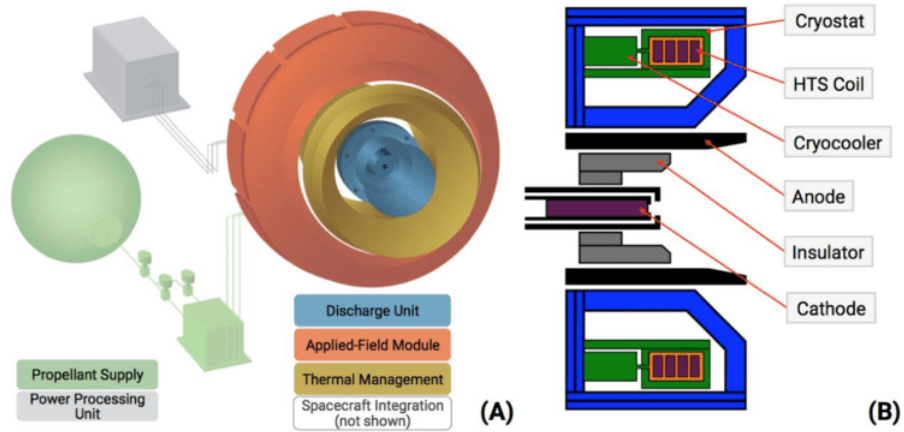 Discharge Unit
Applied-Field Module
Thermal Management
Spacecraft Integration
(not shown)
Propellant Supply
Power Processing
Unit
(A)
Cryostat
HTS Coil
Cryocooler
Anode
Insulator
Cathode
(B)